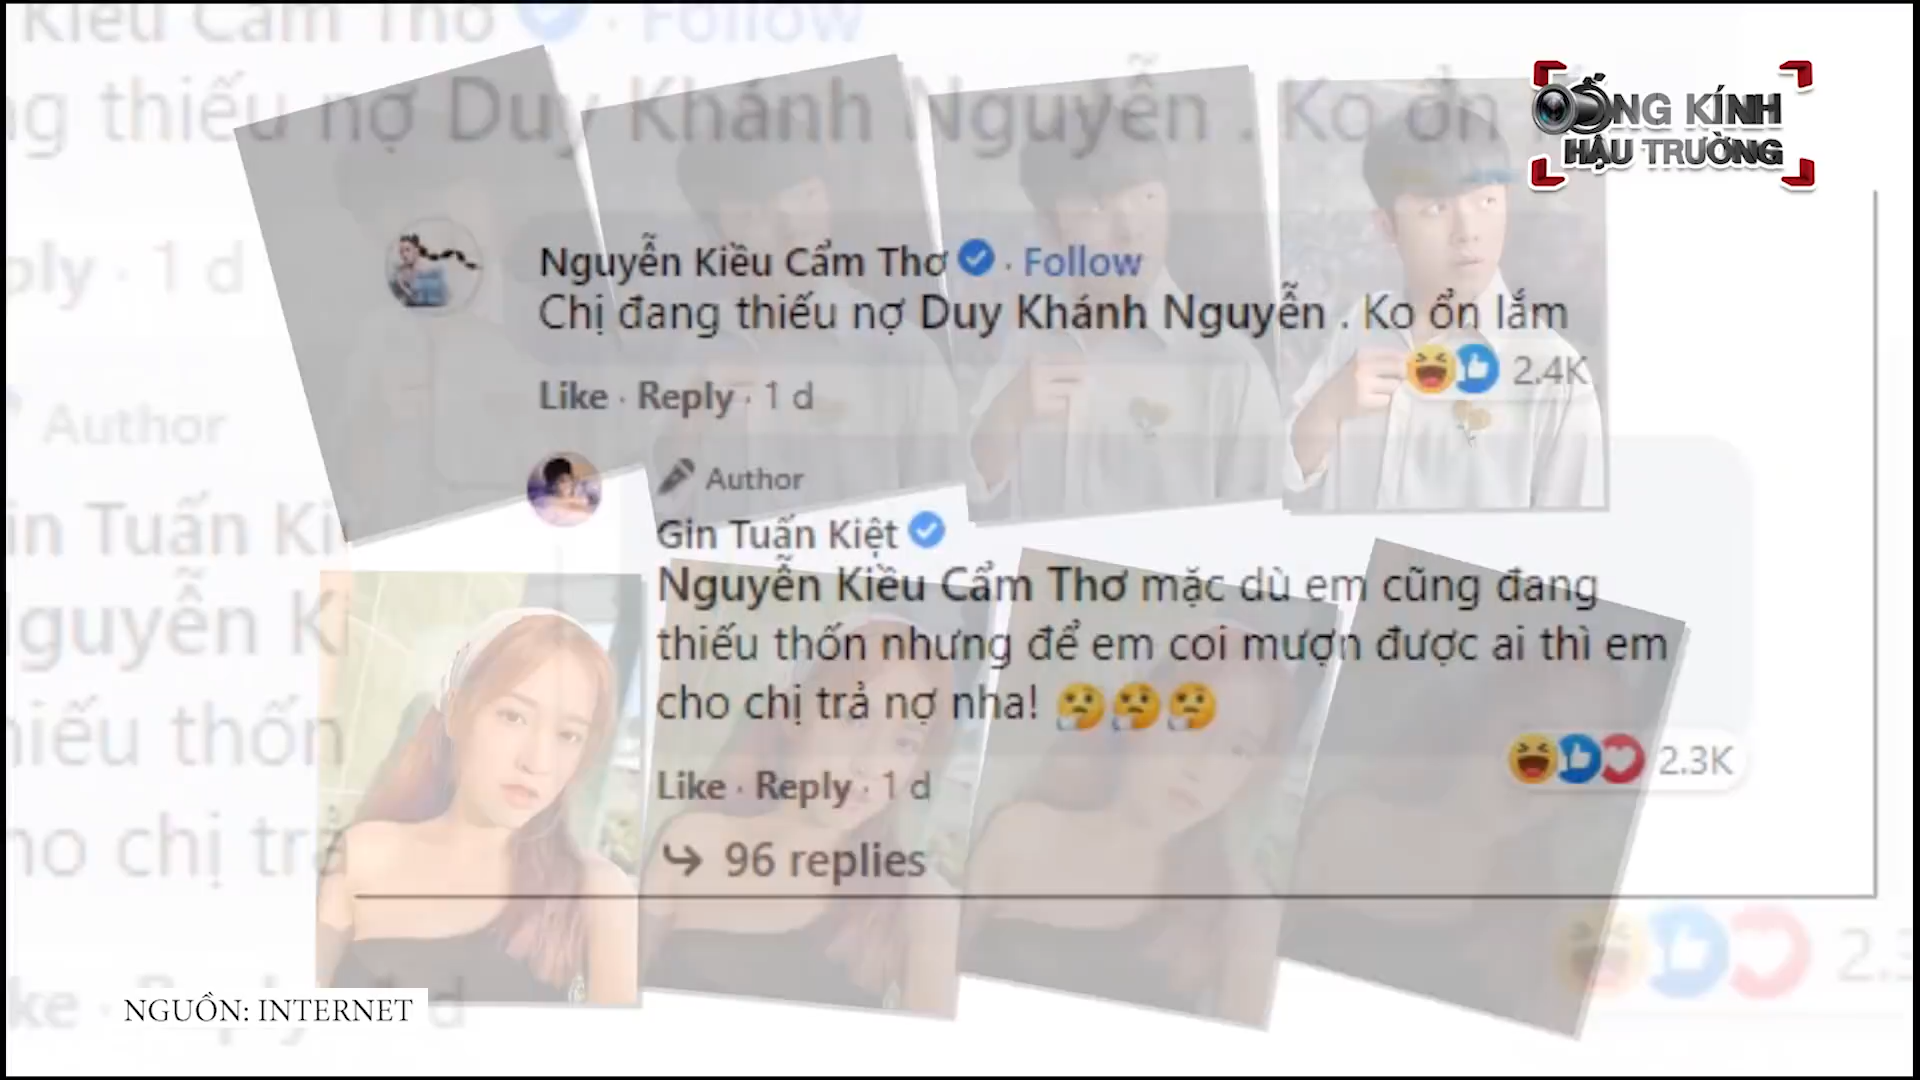 ỐNG KÍNH
HẬU TRƯỜNG
Nguyễn Kiều Cẩm Thơ · Follow
Chị đang thiếu nợ Duy Khánh Nguyễn . Ko ổn lắm
2.4K
Like · Reply · 1 d
Author
Gin Tuấn Kiệt
Nguyễn Kiều Cẩm Thơ mặc dù em cũng đang
thiếu thốn nhưng để em coi mượn được ai thì em
cho chị trả nợ nha! 🤔🤔🤔
2.3K
Like · Reply · 1 d
96 replies
NGUỒN: INTERNET